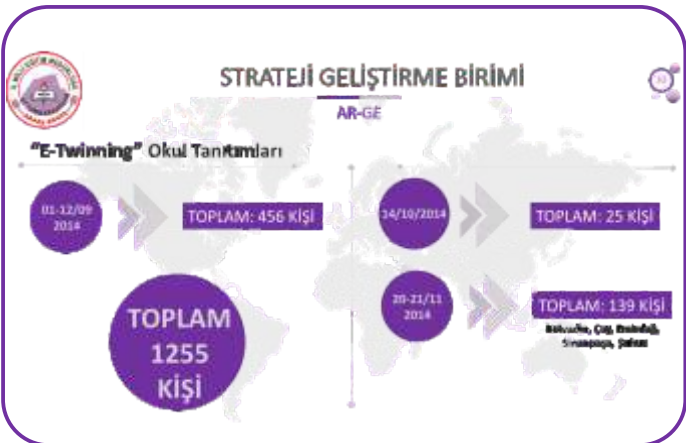 STRATEJİ GELİŞTİRME BİRİMİ
AR-GE
"E-Twinning" Okul Tanıtımları
01-12/09
2014
TOPLAM: 456 KİŞİ
TOPLAM
1255
KİŞİ
14/10/2014
TOPLAM: 25 KİŞİ
20-21/11
2014
TOPLAM: 139 KİŞİ
Çay,
Sinanpaşa,